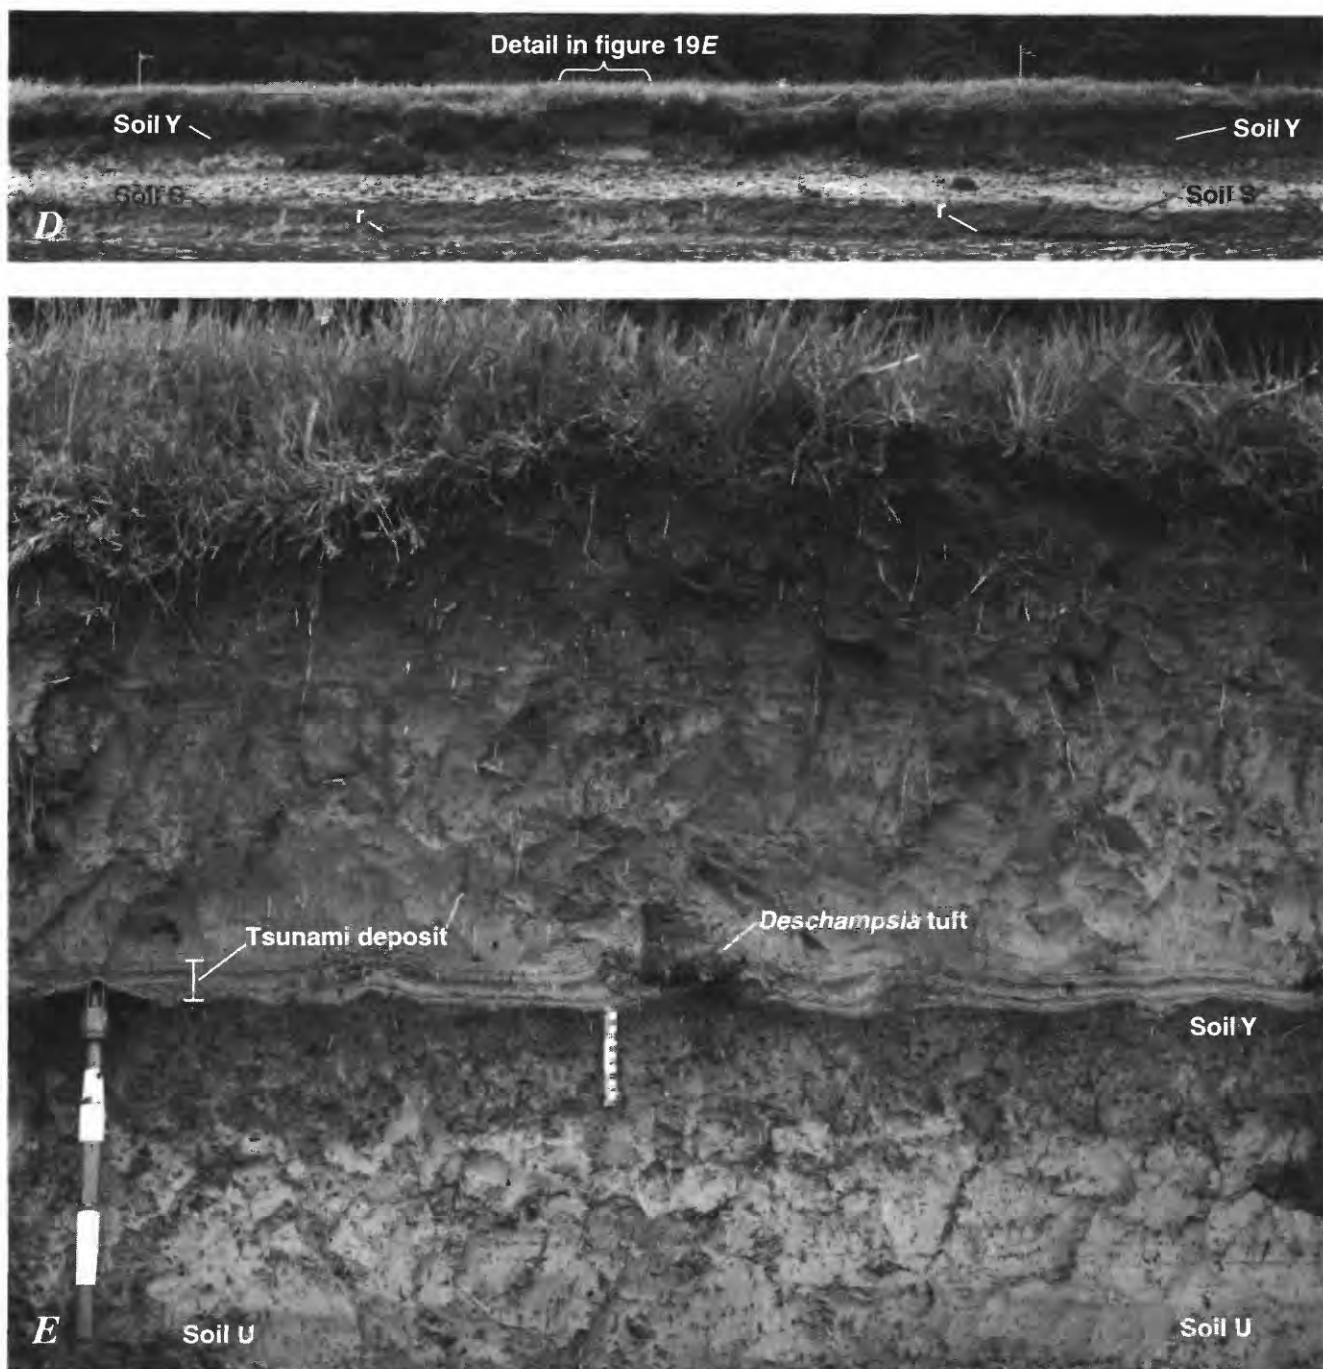 Detail in figure 19E
Soil Y
Soil Y
Soil S
Soil S
r
r
D
Tsunami deposit
Deschampsia tuft
Soil Y
Soil U
Soil U
E